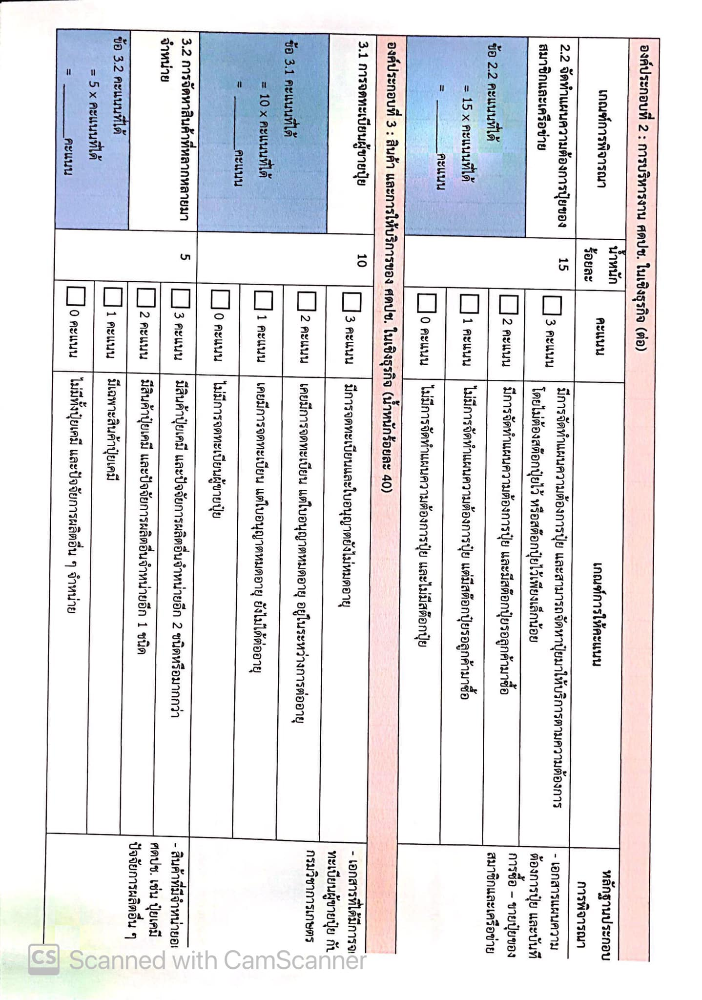 องค์ประกอบที่ 2 : การบริหารงาน ศดปช. ในเชิงธุรกิจ (ต่อ)
เกณฑ์การพิจารณา
น้ำหนัก
ร้อยละ
คะแนน
เกณฑ์การให้คะแนน
หลักฐานประกอบ
การพิจารณา
2.2 จัดทำแผนความต้องการปุ๋ยของ
สมาชิกและเครือข่าย
ข้อ 2.2 คะแนนที่ได้
= 15 x คะแนนที่ได้
= ________คะแนน
15
3 คะแนน
มีการจัดทำแผนความต้องการปุ๋ย และสามารถจัดหาปุ๋ยมาให้บริการตามความต้องการ
โดยไม่ต้องสต๊อกปุ๋ยไว้ หรือสต๊อกปุ๋ยไว้เพียงเล็กน้อย
2 คะแนน
มีการจัดทำแผนความต้องการปุ๋ย และมีสต๊อกปุ๋ยรอลูกค้ามาซื้อ
1 คะแนน
ไม่มีการจัดทำแผนความต้องการปุ๋ย แต่มีสต๊อกปุ๋ยรอลูกค้ามาซื้อ
0 คะแนน
ไม่มีการจัดทำแผนความต้องการปุ๋ย และไม่มีสต๊อกปุ๋ย
- เอกสารแผนความ
ต้องการปุ๋ย และบันทึ
การซื้อ – ขายปุ๋ยของ
สมาชิกและเครือข่าย
องค์ประกอบที่ 3 : สินค้า และการให้บริการของ ศดปช. ในเชิงธุรกิจ (น้ำหนักร้อยละ 40)
3.1 การจดทะเบียนผู้ขายปุ๋ย
ข้อ 3.1 คะแนนที่ได้
= 10 x คะแนนที่ได้
= ________คะแนน
10
3 คะแนน
มีการจดทะเบียนและใบอนุญาตยังไม่หมดอายุ
2 คะแนน
เคยมีการจดทะเบียน แต่ใบอนุญาตหมดอายุ อยู่ในระหว่างการต่ออายุ
1 คะแนน
เคยมีการจดทะเบียน แต่ใบอนุญาตหมดอายุ ยังไม่ได้ต่ออายุ
0 คะแนน
ไม่มีการจดทะเบียนผู้ขายปุ๋ย
- เอกสารที่ได้มีการจ
ทะเบียนผู้ขายปุ๋ย กับ
กรมวิชาการเกษตร
3.2 การจัดหาสินค้าที่หลากหลายมา
จำหน่าย
ข้อ 3.2 คะแนนที่ได้
= 5 x คะแนนที่ได้
= ________คะแนน
5
3 คะแนน
มีสินค้าปุ๋ยเคมี และปัจจัยการผลิตอื่นจำหน่ายอีก 2 ชนิดหรือมากกว่า
2 คะแนน
มีสินค้าปุ๋ยเคมี และปัจจัยการผลิตอื่นจำหน่ายอีก 1 ชนิด
1 คะแนน
มีเฉพาะสินค้าปุ๋ยเคมี
0 คะแนน
ไม่มีทั้งปุ๋ยเคมี และปัจจัยการผลิตอื่น ๆ จำหน่าย
- สินค้าที่มีจำหน่ายอ
ศดปช. เช่น ปุ๋ยเคมี
ปัจจัยการผลิตอื่น ๆ
CS Scanned with CamScanner